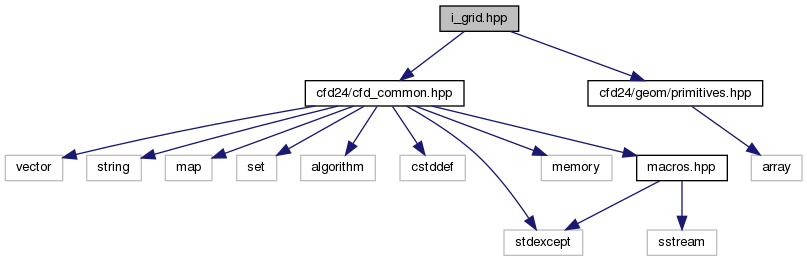 i_grid.hpp
cfd24/cfd_common.hpp
cfd24/geom/primitives.hpp
vector
string
map
set
algorithm
cstddef
memory
macros.hpp
array
stdexcept
sstream